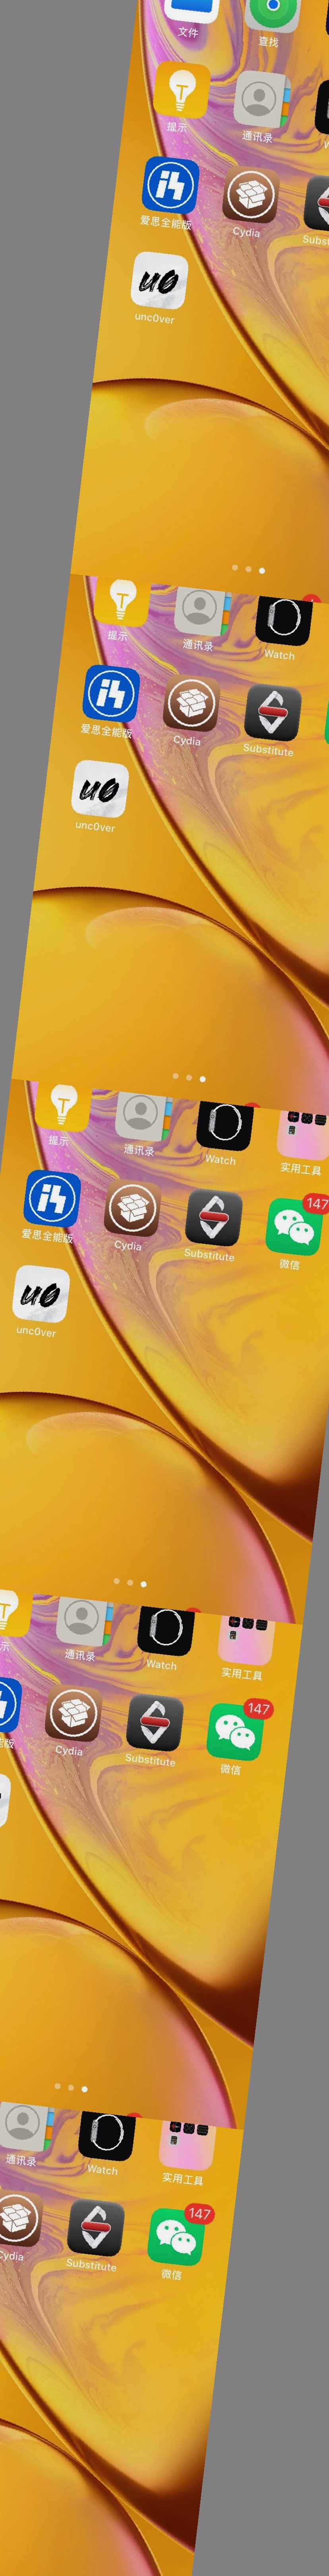 文件 查找
提示 通讯录 W
爱思全能版 Cydia Subst
unc0ver
提示 通讯录 Watch
爱思全能版 Cydia Substitute
unc0ver
提示 通讯录 Watch 实用工具
147
爱思全能版 Cydia Substitute 微信
unc0ver
示 通讯录 Watch 实用工具
147
版 Cydia Substitute 微信
通讯录 Watch 实用工具
147
ydia Substitute 微信